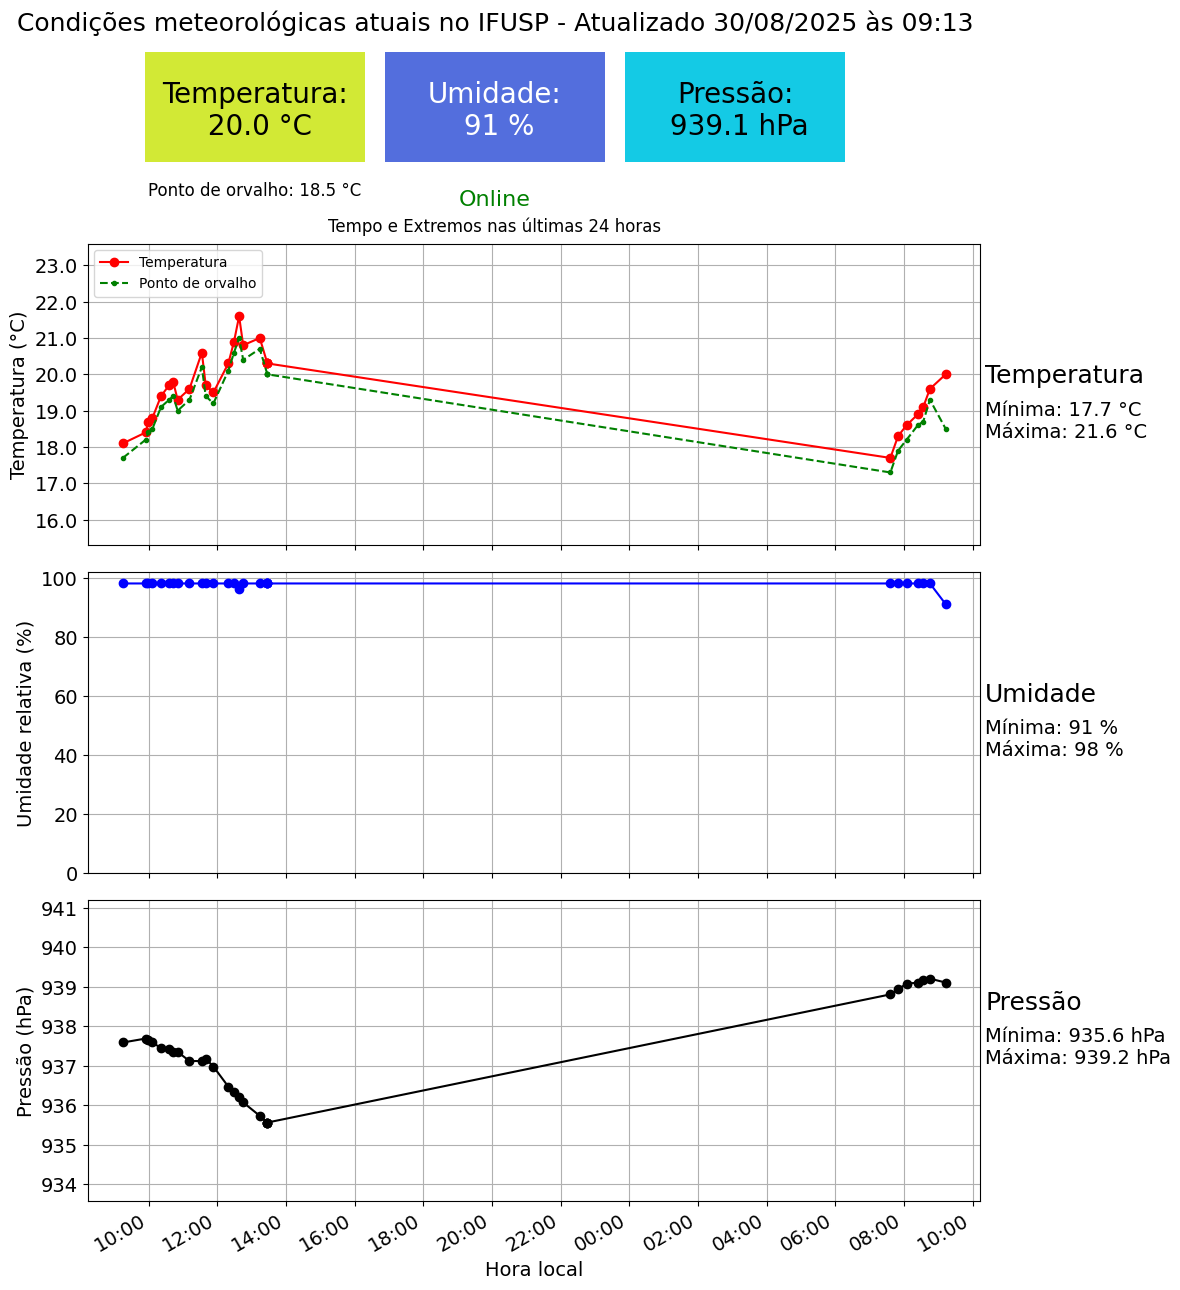 Condições meteorológicas atuais no IFUSP - Atualizado 30/08/2025 às 09:13
Temperatura:
20.0 °C
Umidade:
91 %
Pressão:
939.1 hPa
Ponto de orvalho: 18.5 °C
Online
Tempo e Extremos nas últimas 24 horas
Temperatura (°C)
23.0
22.0
21.0
20.0
19.0
18.0
17.0
16.0
Temperatura
Ponto de orvalho
Temperatura
Mínima: 17.7 °C
Máxima: 21.6 °C
Umidade relativa (%)
100
80
60
40
20
0
Umidade
Mínima: 91 %
Máxima: 98 %
Pressão (hPa)
941
940
939
938
937
936
935
934
Pressão
Mínima: 935.6 hPa
Máxima: 939.2 hPa
10:00
12:00
14:00
16:00
18:00
20:00
22:00
00:00
02:00
04:00
06:00
08:00
10:00
Hora local